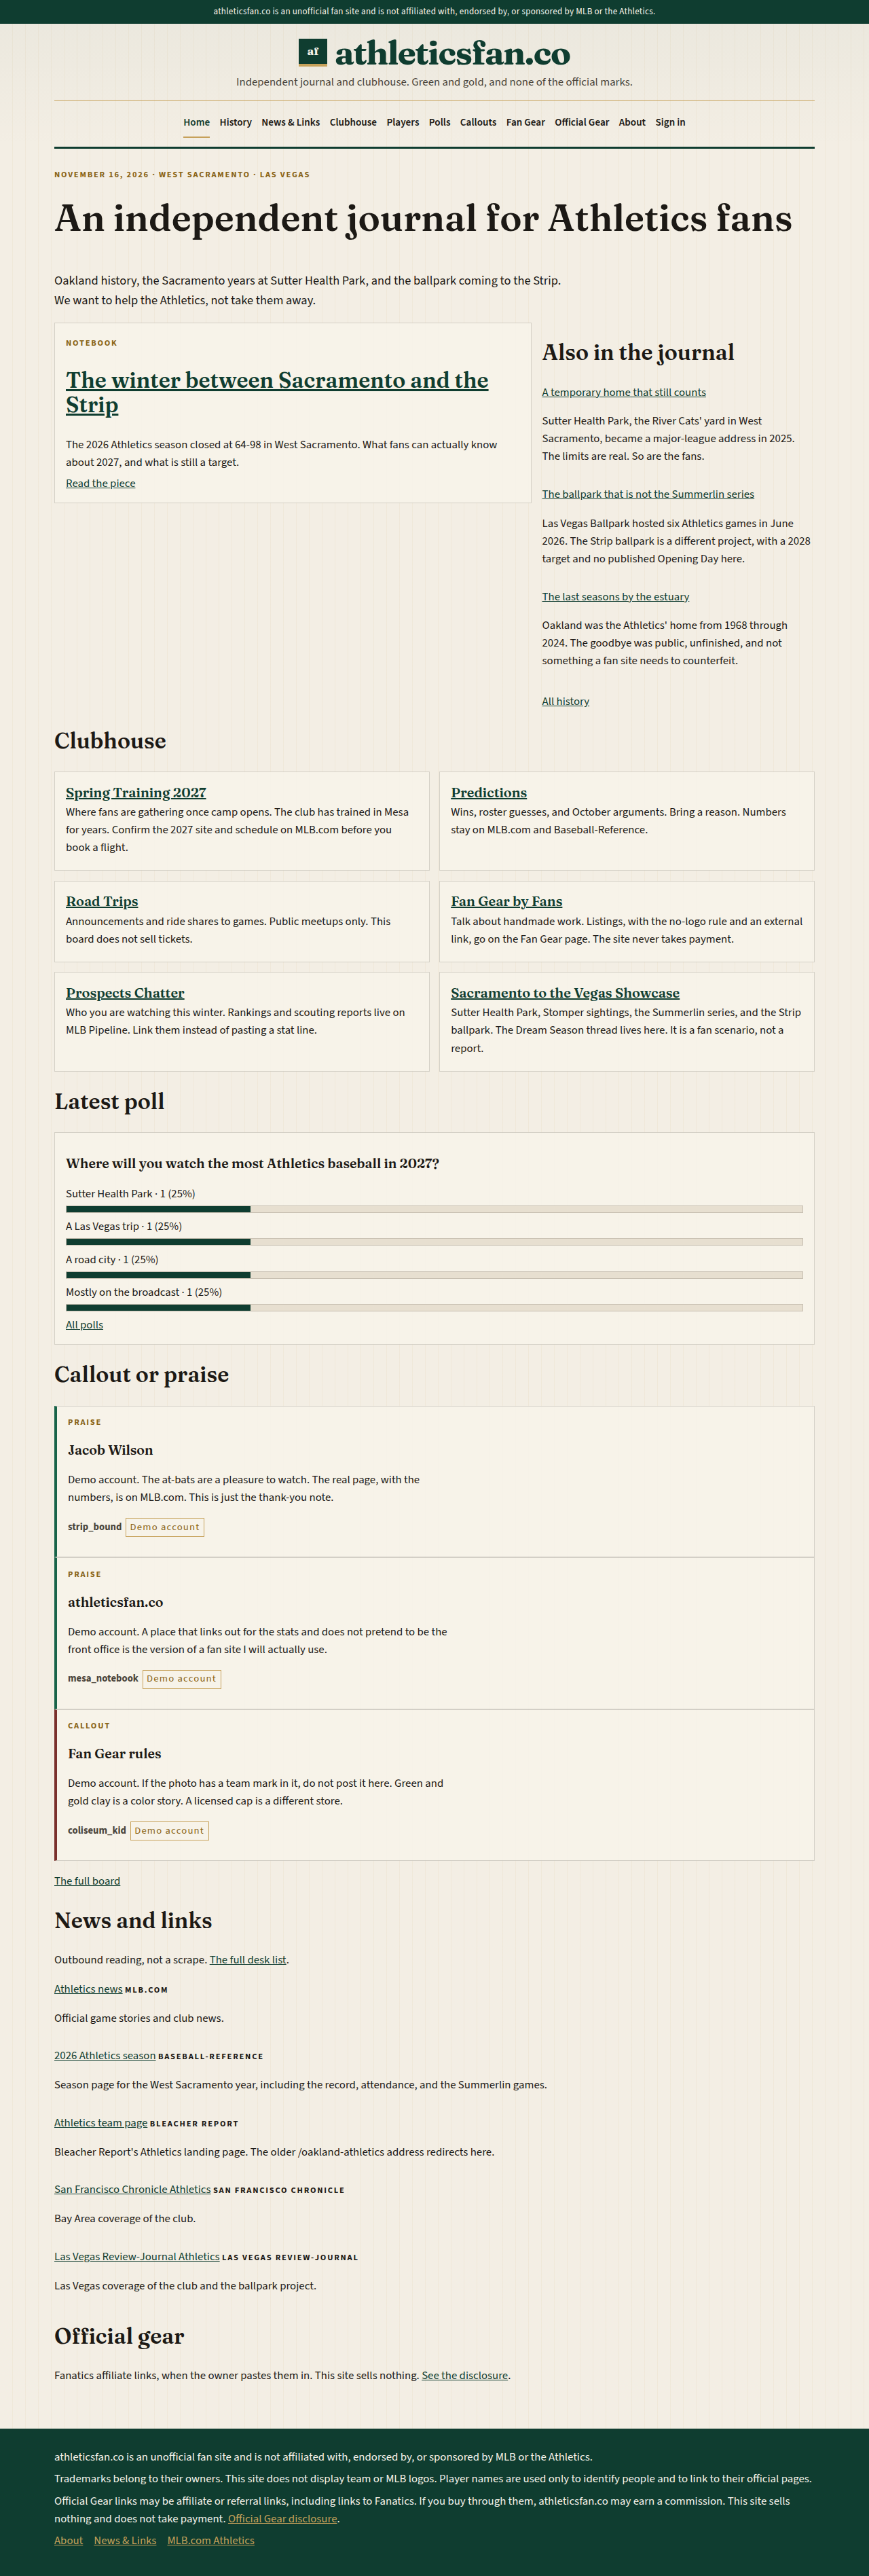 athleticsfan.co is an unofficial fan site and is not affiliated with, endorsed by, or sponsored by MLB or the Athletics.
af athleticsfan.co
Independent journal and clubhouse. Green and gold, and none of the official marks.
Home History News & Links Clubhouse Players Polls Callouts Fan Gear Official Gear About Sign in
NOVEMBER 16, 2026 · WEST SACRAMENTO · LAS VEGAS
An independent journal for Athletics fans
Oakland history, the Sacramento years at Sutter Health Park, and the ballpark coming to the Strip.
We want to help the Athletics, not take them away.
NOTEBOOK
The winter between Sacramento and the
Strip
The 2026 Athletics season closed at 64-98 in West Sacramento. What fans can actually know
about 2027, and what is still a target.
Read the piece
Also in the journal
A temporary home that still counts
Sutter Health Park, the River Cats' yard in West
Sacramento, became a major-league address in 2025.
The limits are real. So are the fans.
The ballpark that is not the Summerlin series
Las Vegas Ballpark hosted six Athletics games in June
2026. The Strip ballpark is a different project, with a 2028
target and no published Opening Day here.
The last seasons by the estuary
Oakland was the Athletics' home from 1968 through
2024. The goodbye was public, unfinished, and not
something a fan site needs to counterfeit.
All history
Clubhouse
Spring Training 2027
Where fans are gathering once camp opens. The club has trained in Mesa
for years. Confirm the 2027 site and schedule on MLB.com before you
book a flight.
Predictions
Wins, roster guesses, and October arguments. Bring a reason. Numbers
stay on MLB.com and Baseball-Reference.
Road Trips
Announcements and ride shares to games. Public meetups only. This
board does not sell tickets.
Fan Gear by Fans
Talk about handmade work. Listings, with the no-logo rule and an external
link, go on the Fan Gear page. The site never takes payment.
Prospects Chatter
Who you are watching this winter. Rankings and scouting reports live on
MLB Pipeline. Link them instead of pasting a stat line.
Sacramento to the Vegas Showcase
Sutter Health Park, Stomper sightings, the Summerlin series, and the Strip
ballpark. The Dream Season thread lives here. It is a fan scenario, not a
report.
Latest poll
Where will you watch the most Athletics baseball in 2027?
Sutter Health Park · 1 (25%)
A Las Vegas trip · 1 (25%)
A road city · 1 (25%)
Mostly on the broadcast · 1 (25%)
All polls
Callout or praise
PRAISE
Jacob Wilson
Demo account. The at-bats are a pleasure to watch. The real page, with the
numbers, is on MLB.com. This is just the thank-you note.
strip_bound Demo account
PRAISE
athleticsfan.co
Demo account. A place that links out for the stats and does not pretend to be the
front office is the version of a fan site I will actually use.
mesa_notebook Demo account
CALLOUT
Fan Gear rules
Demo account. If the photo has a team mark in it, do not post it here. Green and
gold clay is a color story. A licensed cap is a different store.
coliseum_kid Demo account
The full board
News and links
Outbound reading, not a scrape. The full desk list.
Athletics news MLB.COM
Official game stories and club news.
2026 Athletics season BASEBALL-REFERENCE
Season page for the West Sacramento year, including the record, attendance, and the Summerlin games.
Athletics team page BLEACHER REPORT
Bleacher Report's Athletics landing page. The older /oakland-athletics address redirects here.
San Francisco Chronicle Athletics SAN FRANCISCO CHRONICLE
Bay Area coverage of the club.
Las Vegas Review-Journal Athletics LAS VEGAS REVIEW-JOURNAL
Las Vegas coverage of the club and the ballpark project.
Official gear
Fanatics affiliate links, when the owner pastes them in. This site sells nothing. See the disclosure.
athleticsfan.co is an unofficial fan site and is not affiliated with, endorsed by, or sponsored by MLB or the Athletics.
Trademarks belong to their owners. This site does not display team or MLB logos. Player names are used only to identify people and to link to their official pages.
Official Gear links may be affiliate or referral links, including links to Fanatics. If you buy through them, athleticsfan.co may earn a commission. This site sells
nothing and does not take payment. Official Gear disclosure.
About News & Links MLB.com Athletics